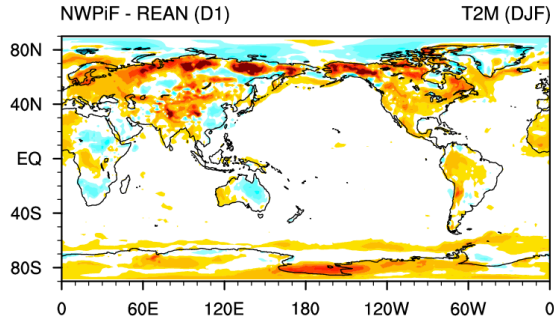 NWPiF - REAN (D1) T2M (DJF)
80N
40N
EQ
40S
80S
0 60E 120E 180 120W 60W 0